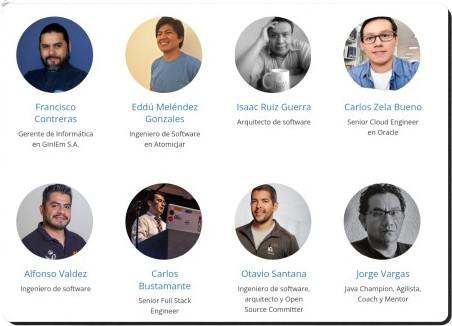 Francisco
Contreras
Gerente de Informática
en GinIEm S.A.
Eddú Meléndez
Gonzales
Ingeniero de Software
en AtomicJar
Isaac Ruiz Guerra
Arquitecto de software
Carlos Zela Bueno
Senior Cloud Engineer
en Oracle
Alfonso Valdez
Ingeniero de software
Carlos
Bustamante
Senior Full Stack
Engineer
Otavio Santana
Ingeniero de software,
arquitecto y Open
Source Committer
Jorge Vargas
Java Champion, Agilista,
Coach y Mentor